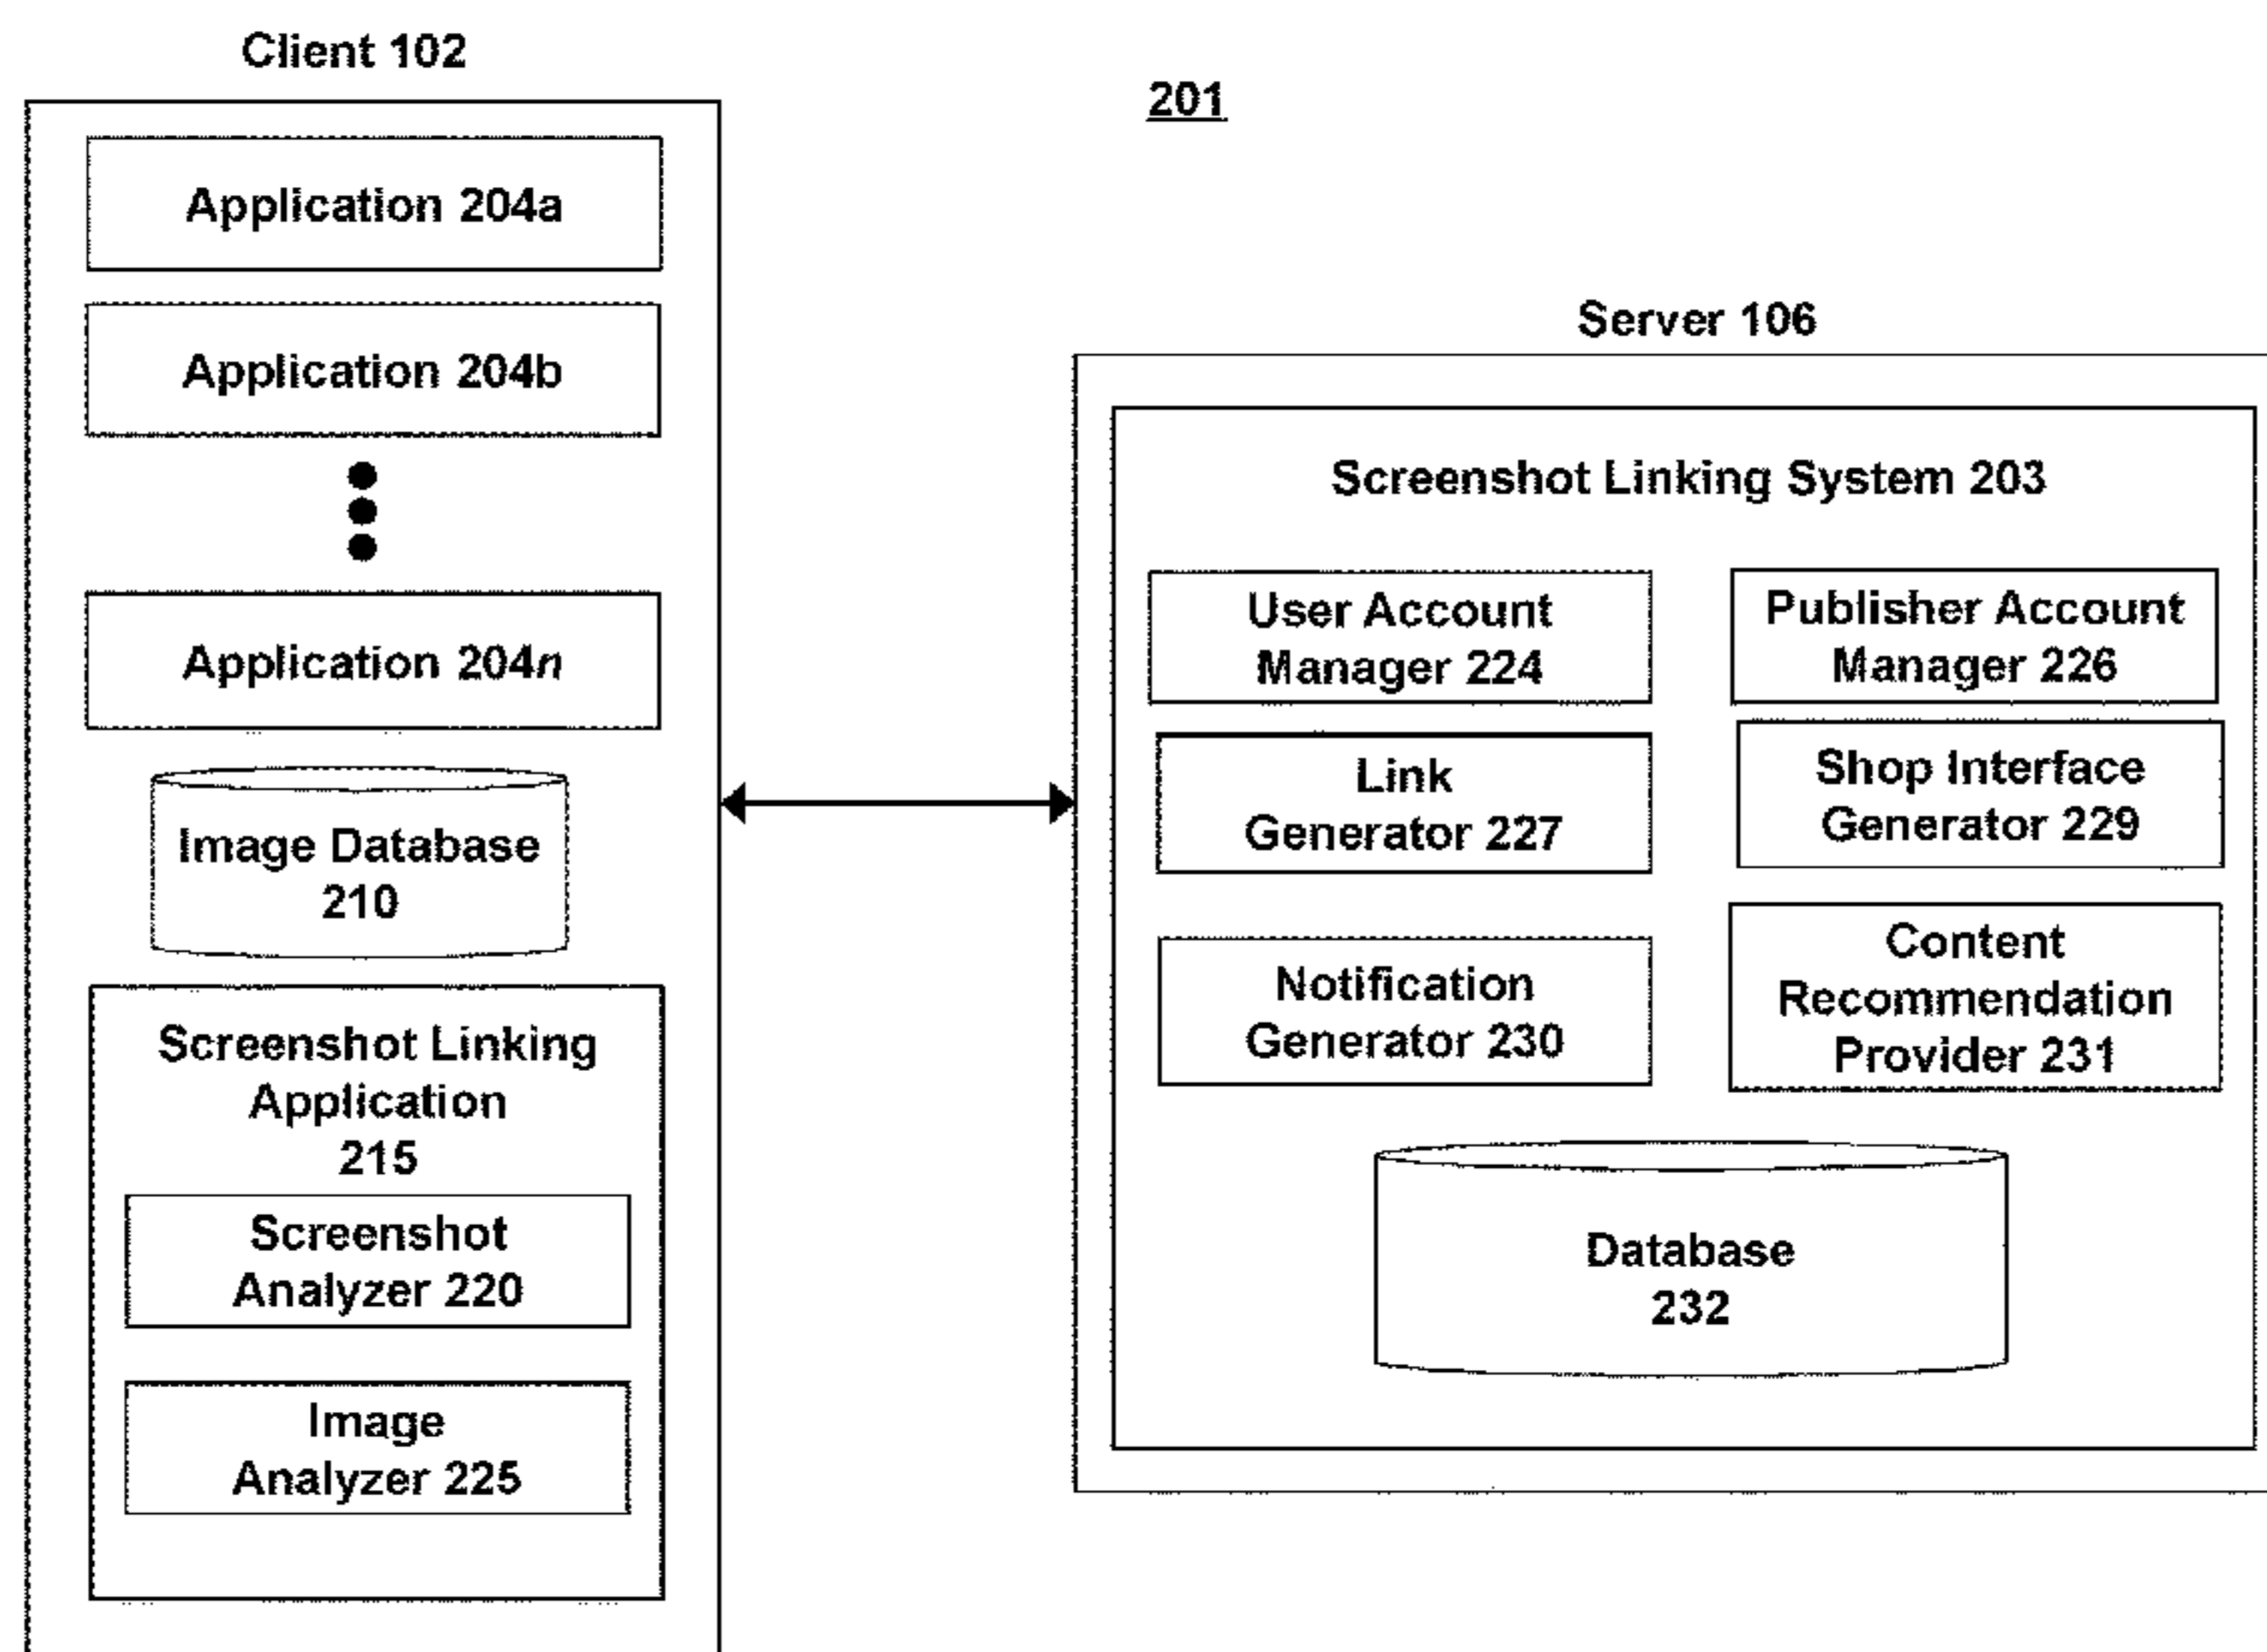 Client 102
201
Application 204a
Application 204b
Application 204n
Image Database
210
Screenshot Linking
Application
215
Screenshot
Analyzer 220
Image
Analyzer 225
Server 106
Screenshot Linking System 203
User Account
Manager 224
Publisher Account
Manager 226
Link
Generator 227
Shop Interface
Generator 229
Notification
Generator 230
Content
Recommendation
Provider 231
Database
232